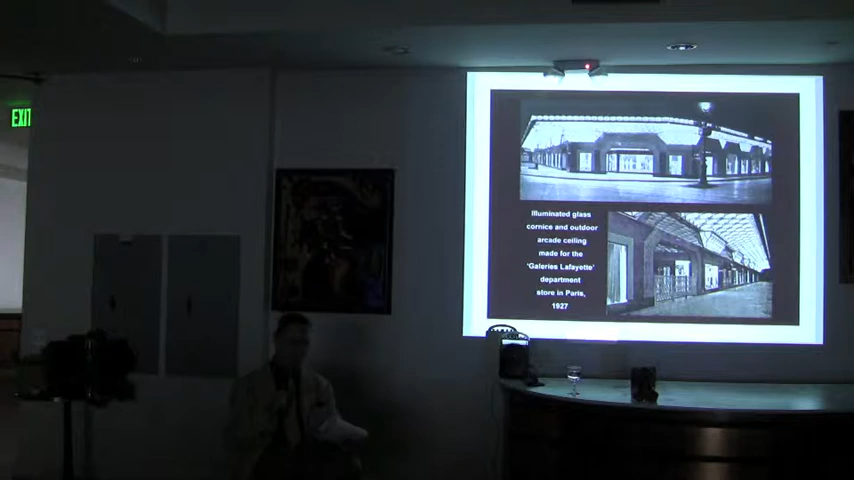 EXIT
Illuminated glass
cornice and outdoor
arcade ceiling
made for the
'Galeries Lafayette'
department
store in Paris,
1927